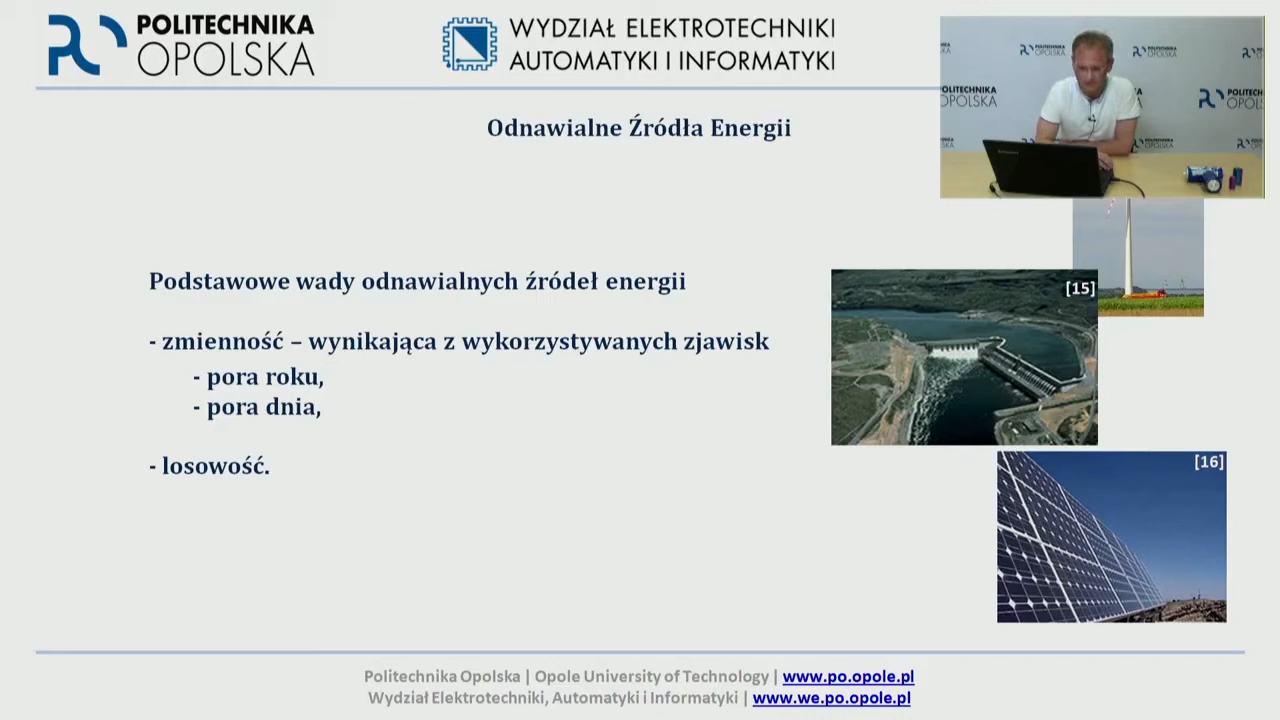 POLITECHNIKA
OPOLSKA
WYDZIAŁ ELEKTROTECHNIKI
AUTOMATYKI I INFORMATYKI
Odnawialne Źródła Energii
Podstawowe wady odnawialnych źródeł energii
- zmienność – wynikająca z wykorzystywanych zjawisk
- pora roku,
- pora dnia,
- losowość.
[15]
[16]
POLITECHNIKA
OPOLSKA
Politechnika Opolska | Opole University of Technology | www.po.opole.pl
Wydział Elektrotechniki, Automatyki i Informatyki | www.we.po.opole.pl